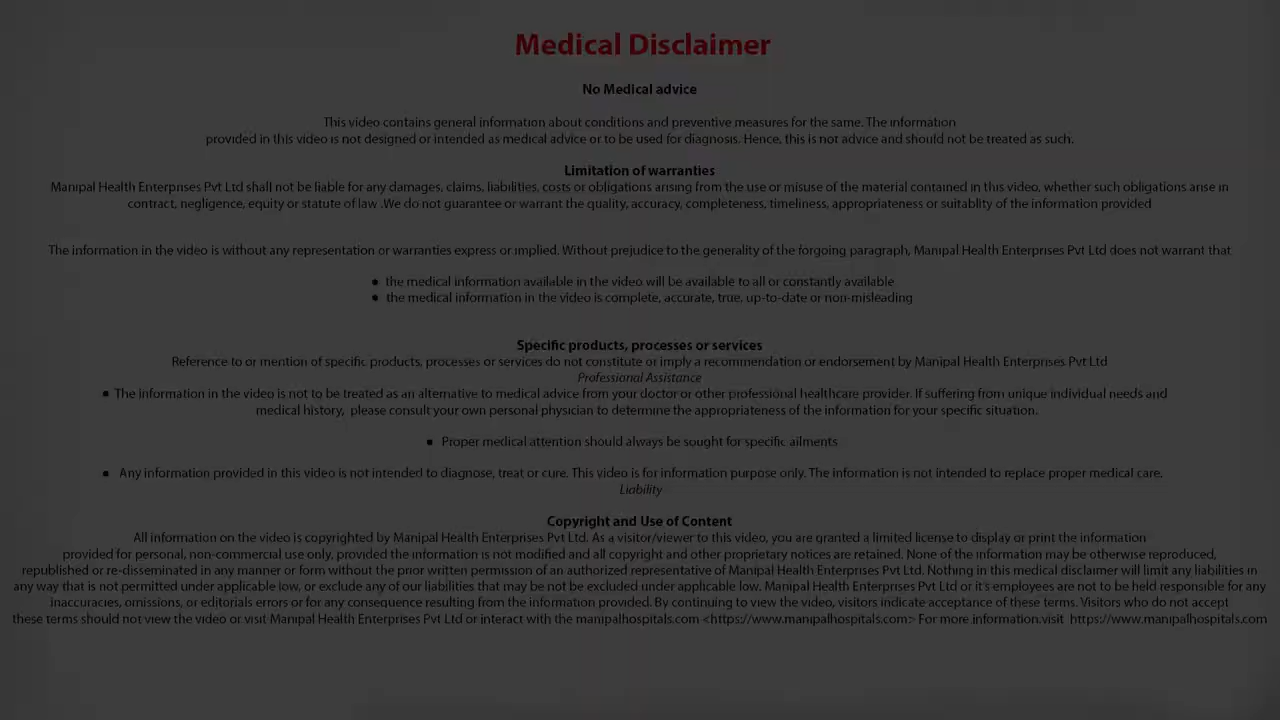 Medical Disclaimer
No Medical advice
This video contains general information about conditions and preventive measures for the same. The information
provided in this video is not designed or intended as medical advice or to be used for diagnosis. Hence, this is not advice and should not be treated as such.
Limitation of warranties
Manipal Health Enterprises Pvt Ltd shall not be liable for any damages, claims, liabilities, costs or obligations arising from the use or misuse of the material contained in this video, whether such obligations arise in
contract, negligence, equity or statute of law .We do not guarantee or warrant the quality, accuracy, completeness, timeliness, appropriateness or suitablity of the information provided
The information in the video is without any representation or warranties express or implied. Without prejudice to the generality of the forgoing paragraph, Manipal Health Enterprises Pvt Ltd does not warrant that
● the medical information available in the video will be available to all or constantly available
● the medical information in the video is complete, accurate, true, up-to-date or non-misleading
Specific products, processes or services
Reference to or mention of specific products, processes or services do not constitute or imply a recommendation or endorsement by Manipal Health Enterprises Pvt Ltd
Professional Assistance
● The information in the video is not to be treated as an alternative to medical advice from your doctor or other professional healthcare provider. If suffering from unique individual needs and
medical history, please consult your own personal physician to determine the appropriateness of the information for your specific situation.
● Proper medical attention should always be sought for specific ailments
● Any information provided in this video is not intended to diagnose, treat or cure. This video is for information purpose only. The information is not intended to replace proper medical care.
Liability
Copyright and Use of Content
All information on the video is copyrighted by Manipal Health Enterprises Pvt Ltd. As a visitor/viewer to this video, you are granted a limited license to display or print the information
provided for personal, non-commercial use only, provided the information is not modified and all copyright and other proprietary notices are retained. None of the information may be otherwise reproduced,
republished or re-disseminated in any manner or form without the prior written permission of an authorized representative of Manipal Health Enterprises Pvt Ltd. Nothing in this medical disclaimer will limit any liabilities in
any way that is not permitted under applicable low, or exclude any of our liabilities that may be not be excluded under applicable low. Manipal Health Enterprises Pvt Ltd or it's employees are not to be held responsible for any
inaccuracies, omissions, or editorials errors or for any consequence resulting from the information provided. By continuing to view the video, visitors indicate acceptance of these terms. Visitors who do not accept
these terms should not view the video or visit Manipal Health Enterprises Pvt Ltd or interact with the manipalhospitals.com <https://www.manipalhospitals.com> For more information.visit https://www.manipalhospitals.com